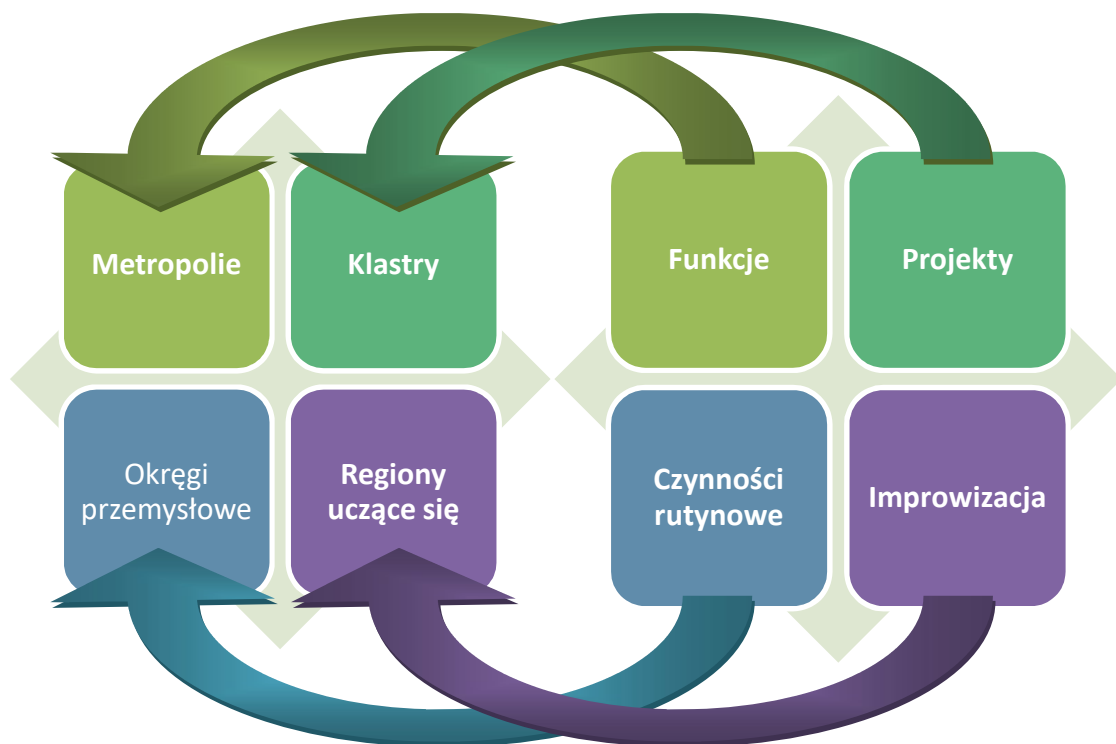 Metropolie
Klastry
Funkcje
Projekty
Okręgi
przemysłowe
Regiony
uczące się
Czynności
rutynowe
Improwizacja